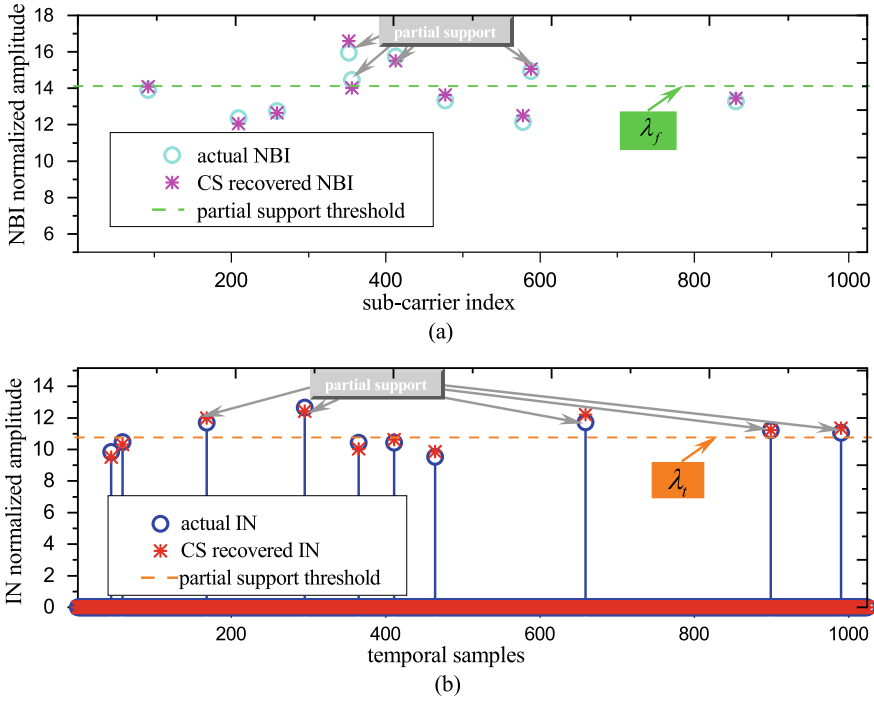 18
16
14
12
10
8
6
NBI normalized amplitude
partial support
λf
actual NBI
CS recovered NBI
partial support threshold
200 400 600 800 1000
sub-carrier index
(a)
14
12
10
8
6
4
2
0
IN normalized amplitude
partial support
λt
actual IN
CS recovered IN
partial support threshold
200 400 600 800 1000
temporal samples
(b)